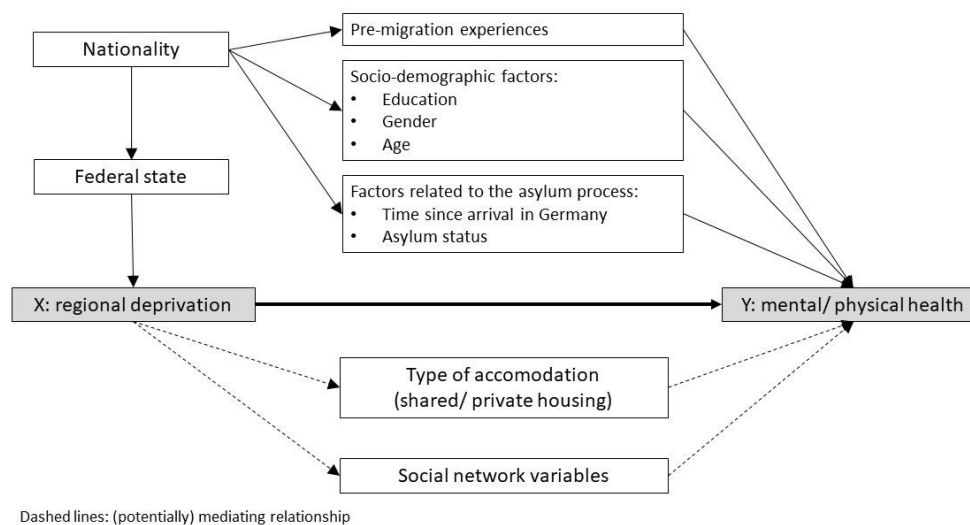 Pre-migration experiences
Nationality
Socio-demographic factors:
• Education
• Gender
• Age
Federal state
Factors related to the asylum process:
• Time since arrival in Germany
• Asylum status
X: regional deprivation
Y: mental/ physical health
Type of accomodation
(shared/ private housing)
Social network variables
Dashed lines: (potentially) mediating relationship